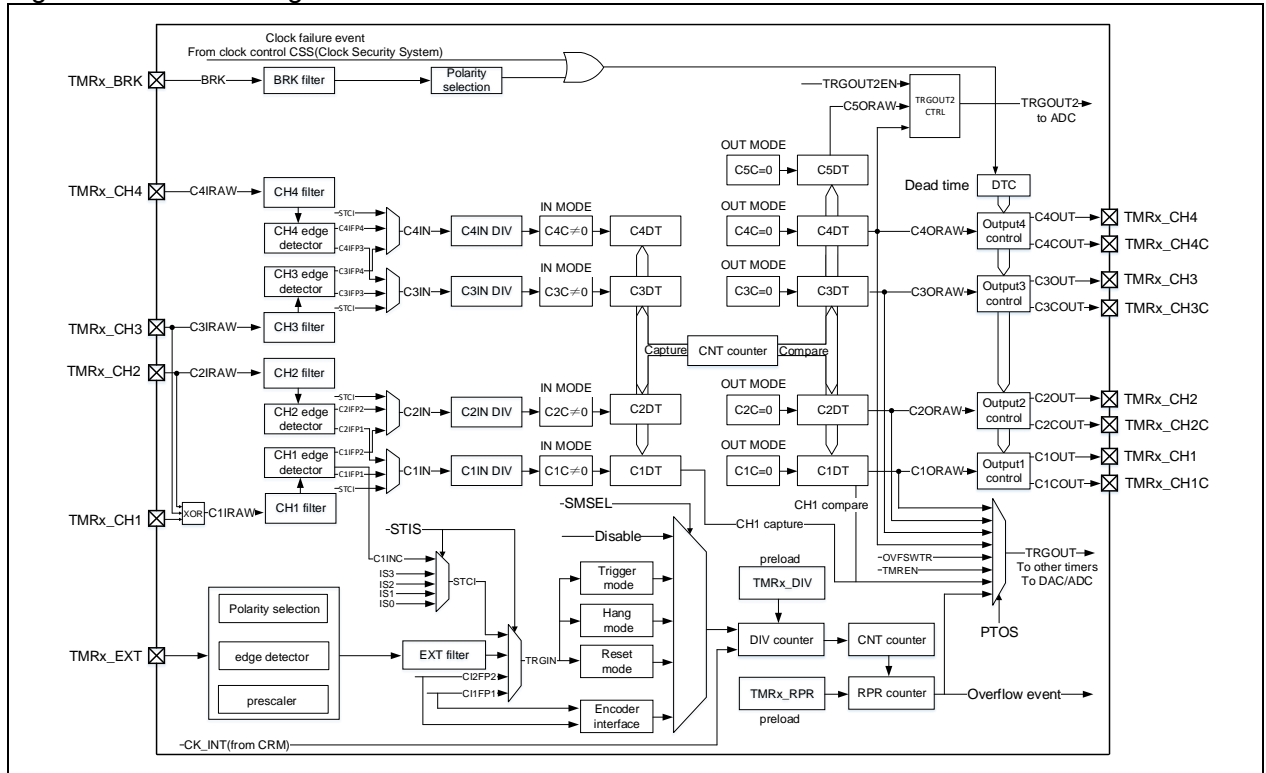 Clock failure event
From clock control CSS(Clock Security System)
TMRx_BRK
BRK
BRK filter
Polarity
selection
TRGOUT2EN
C5ORAW
TRGOUT2
CTRL
TRGOUT2
to ADC
OUT MODE
C5C=0
C5DT
Dead time
DTC
TMRx_CH4
C4IRAW
CH4 filter
CH4 edge
detector
STCI
C4IFP4
C4IFP3
C4IN
C4IN DIV
IN MODE
C4C≠0
C4DT
OUT MODE
C4C=0
C4DT
C4ORAW
Output4
control
C4OUT
TMRx_CH4
C4COUT
TMRx_CH4C
CH3 edge
detector
C3IFP4
C3IFP3
STCI
C3IN
C3IN DIV
IN MODE
C3C≠0
C3DT
OUT MODE
C3C=0
C3DT
C3ORAW
Output3
control
C3OUT
TMRx_CH3
C3COUT
TMRx_CH3C
TMRx_CH3
C3IRAW
CH3 filter
Capture
CNT counter
Compare
TMRx_CH2
C2IRAW
CH2 filter
CH2 edge
detector
STCI
C2IFP2
C2IFP1
C2IN
C2IN DIV
IN MODE
C2C≠0
C2DT
OUT MODE
C2C=0
C2DT
C2ORAW
Output2
control
C2OUT
TMRx_CH2
C2COUT
TMRx_CH2C
CH1 edge
detector
C1IFP2
C1IFP1
STCI
C1IN
C1IN DIV
IN MODE
C1C≠0
C1DT
OUT MODE
C1C=0
C1DT
C1ORAW
Output1
control
C1OUT
TMRx_CH1
C1COUT
TMRx_CH1C
TMRx_CH1
XOR
C1IRAW
CH1 filter
SMSEL
CH1 capture
CH1 compare
STIS
Disable
C1INC
IS3
IS2
IS1
IS0
STCI
Trigger
mode
Hang
mode
Reset
mode
Encoder
interface
preload
TMRx_DIV
DIV counter
CNT counter
TMRx_RPR
preload
RPR counter
Overflow event
OVFSWTR
TMREN
TRGOUT
To other timers
To DAC/ADC
PTOS
TMRx_EXT
Polarity selection
edge detector
prescaler
EXT filter
CI2FP2
CI1FP1
TRGIN
CK_INT(from CRM)